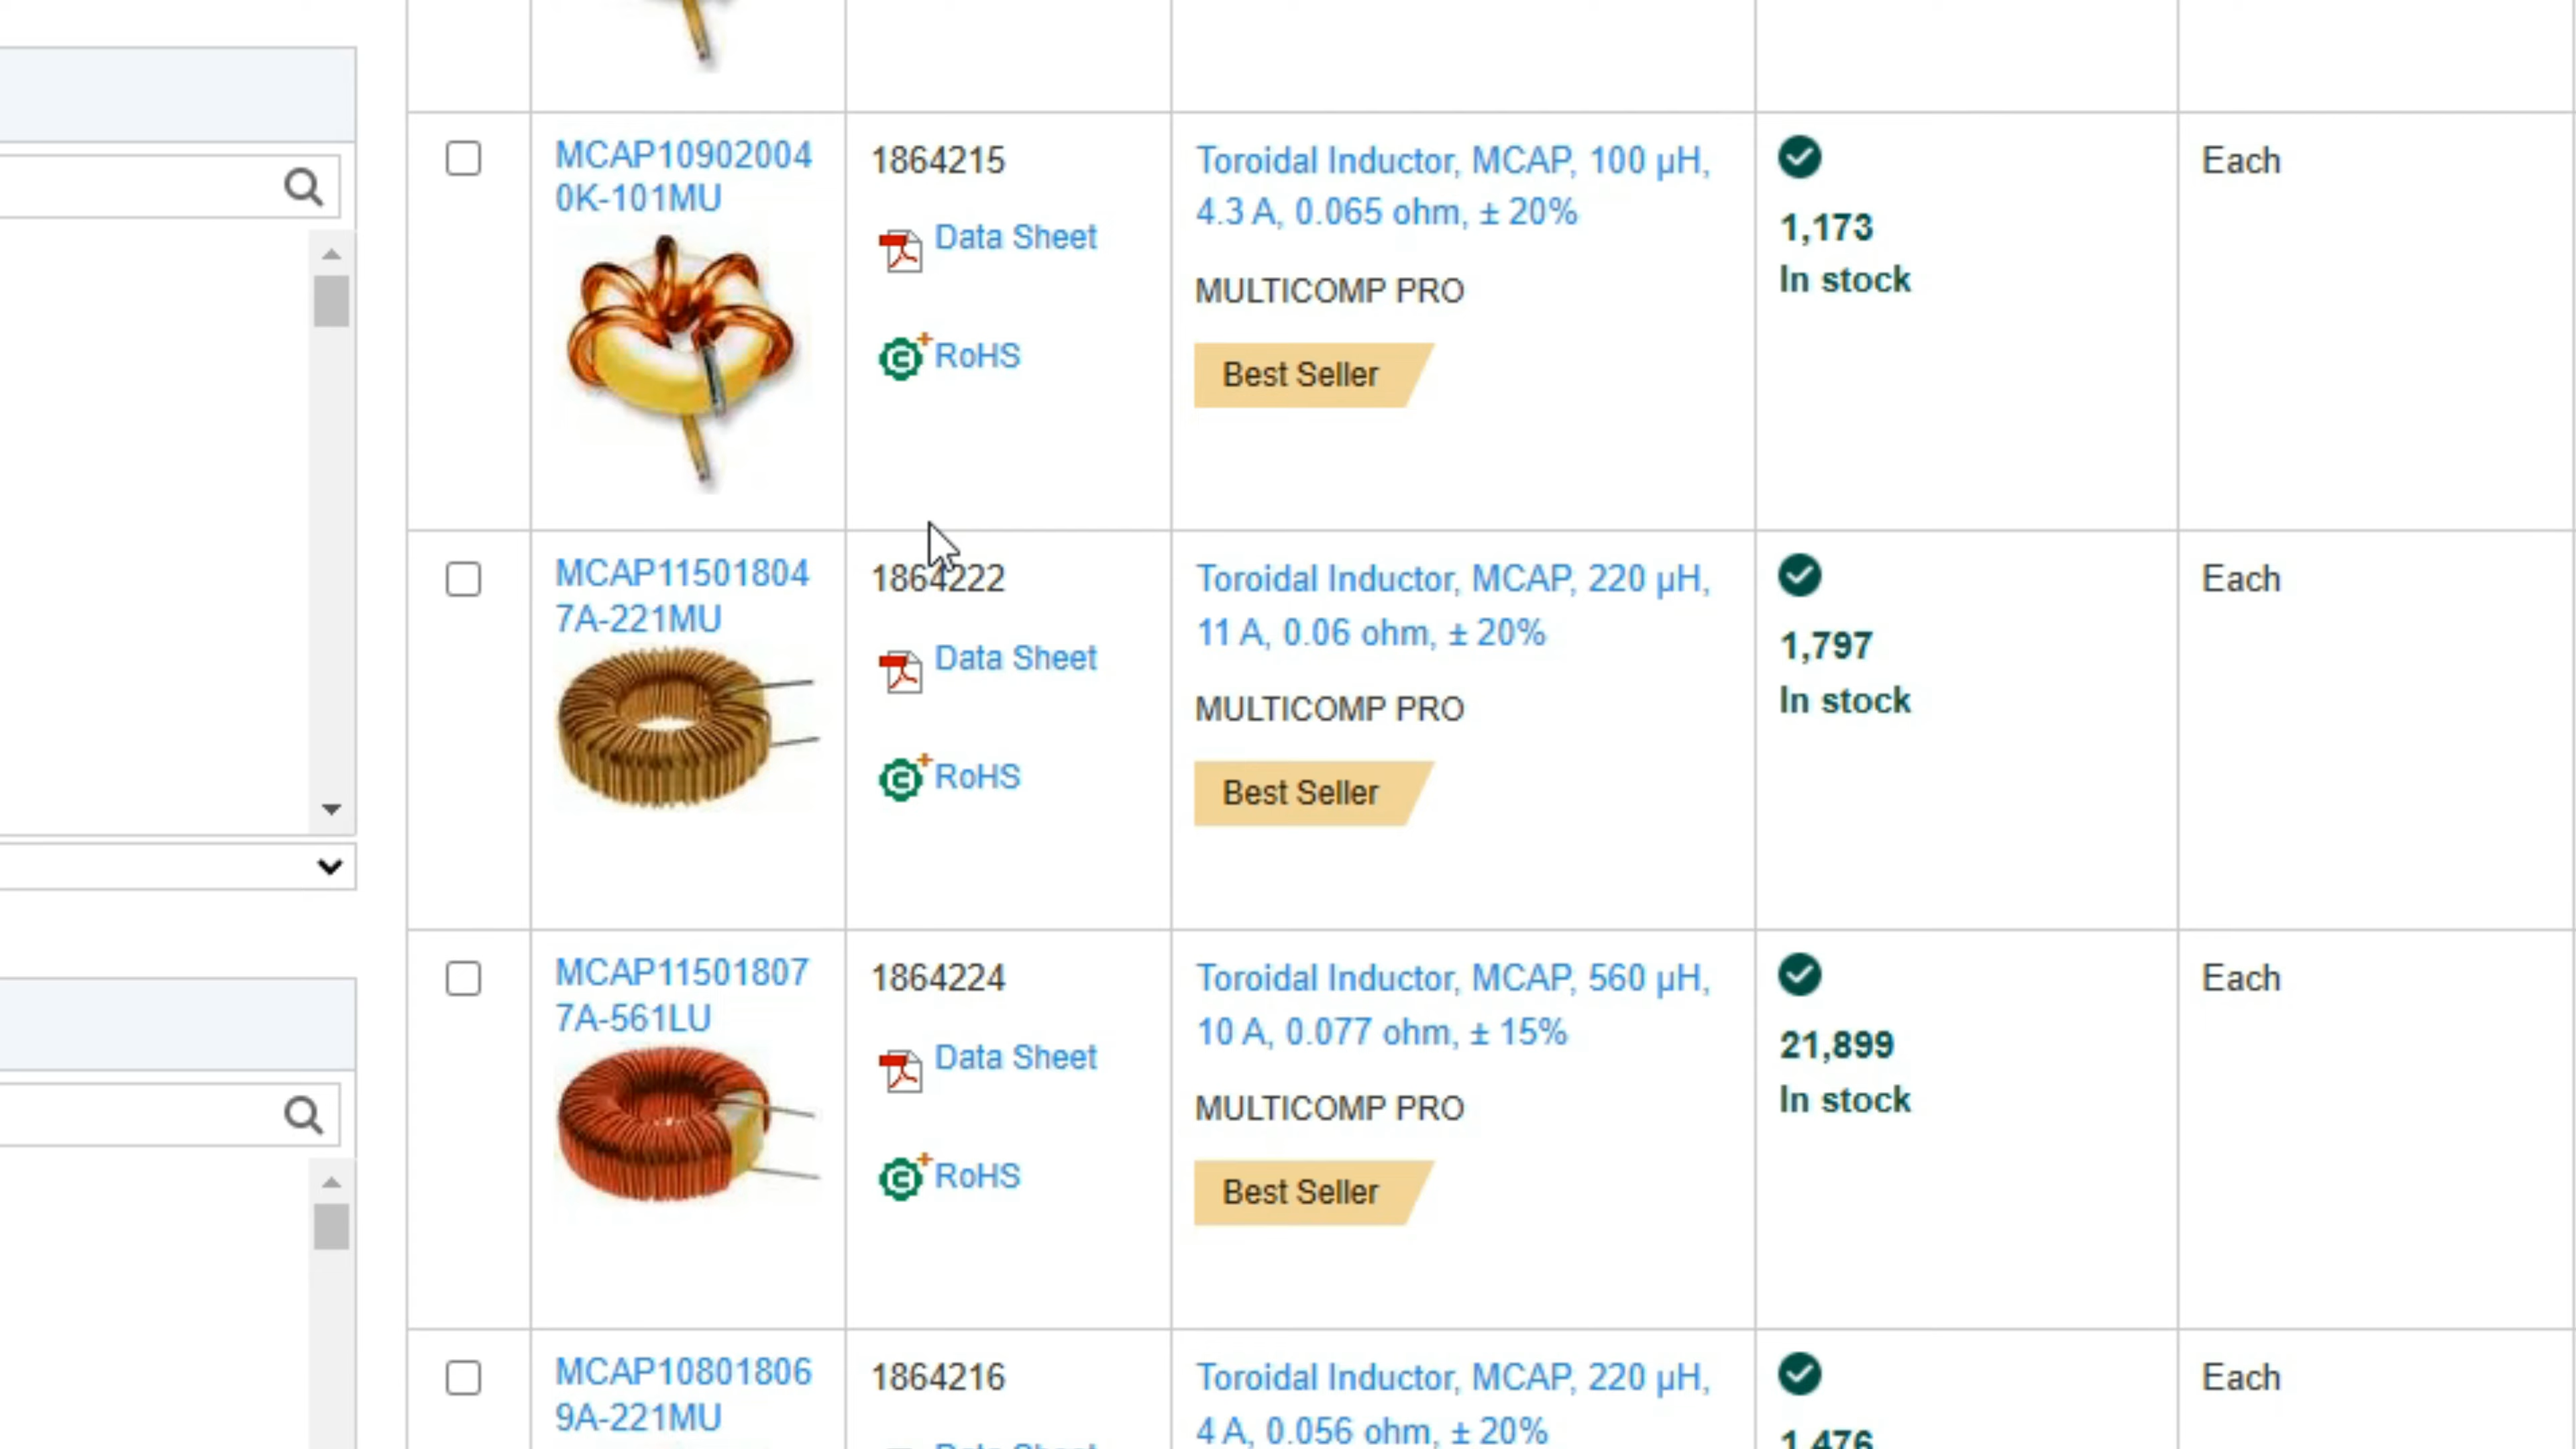 MCAP10902004
0K-101MU
1864215
Data Sheet
RoHS
Toroidal Inductor, MCAP, 100 µH,
4.3 A, 0.065 ohm, ± 20%
MULTICOMP PRO
Best Seller
1,173
In stock
Each
MCAP11501804
7A-221MU
1864222
Data Sheet
RoHS
Toroidal Inductor, MCAP, 220 µH,
11 A, 0.06 ohm, ± 20%
MULTICOMP PRO
Best Seller
1,797
In stock
Each
MCAP11501807
7A-561LU
1864224
Data Sheet
RoHS
Toroidal Inductor, MCAP, 560 µH,
10 A, 0.077 ohm, ± 15%
MULTICOMP PRO
Best Seller
21,899
In stock
Each
MCAP10801806
9A-221MU
1864216
Toroidal Inductor, MCAP, 220 µH,
4 A, 0.056 ohm, ± 20%
1,476
Each